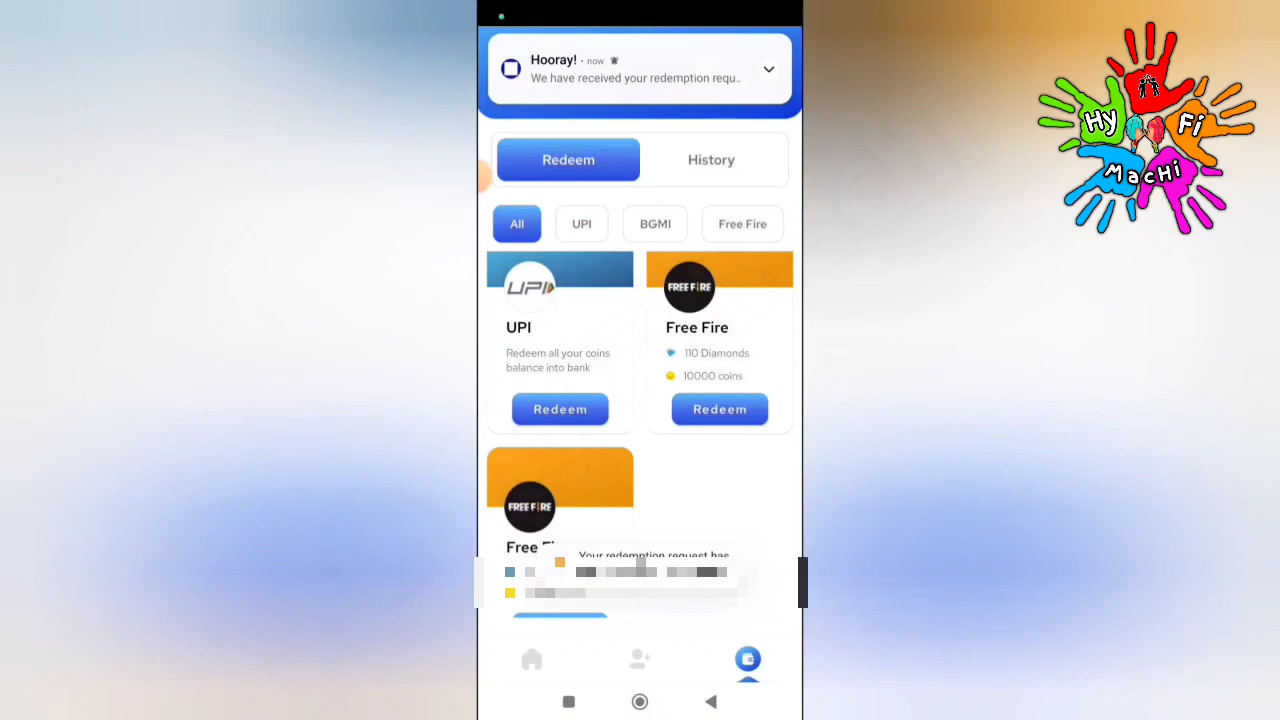 Hooray! · now
We have received your redemption requ..
Redeem
History
All
UPI
BGMI
Free Fire
UPI
FREE FIRE
UPI
Free Fire
Redeem all your coins
balance into bank
110 Diamonds
10000 coins
Redeem
Redeem
FREE FIRE
Free
Your redemption request has
Hy
Fi
MacHi